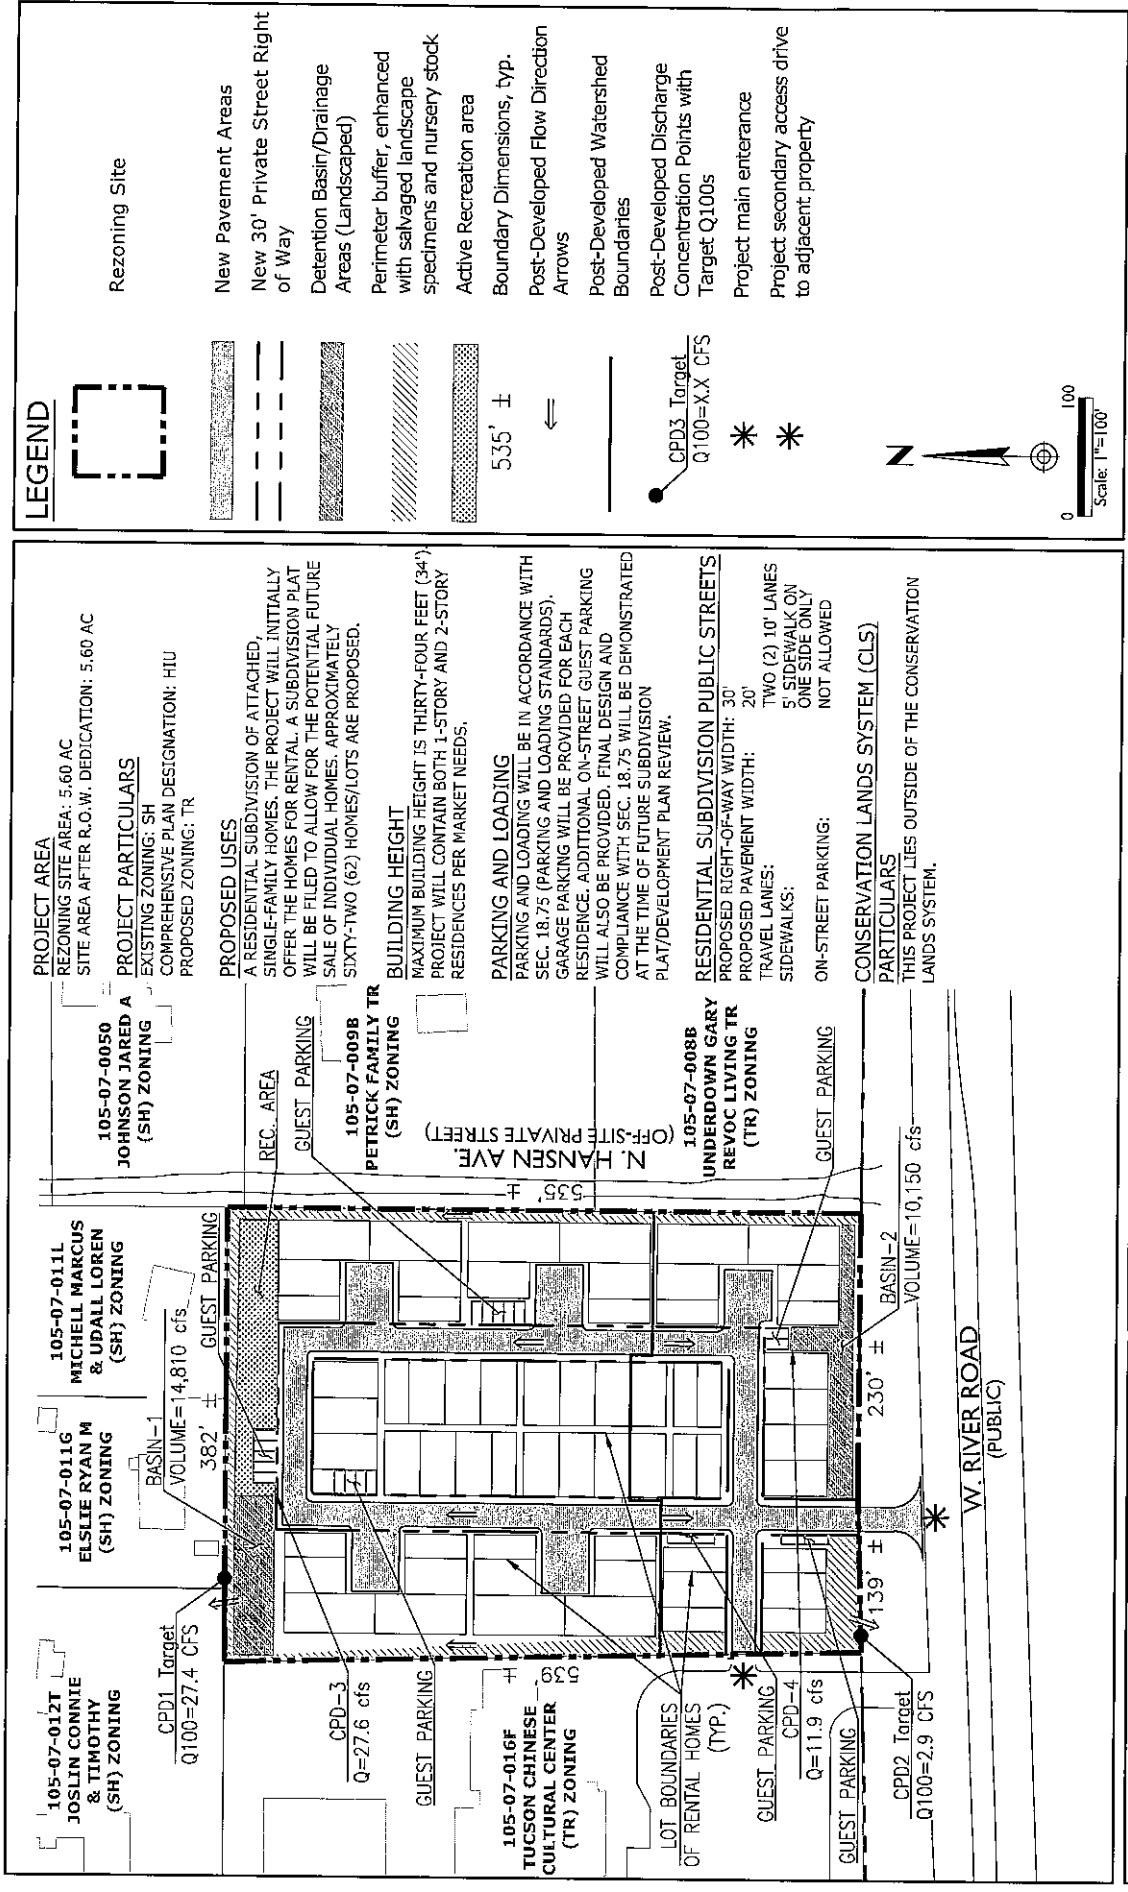 105-07-012T
JOSLIN CONNIE
& TIMOTHY
(SH) ZONING
105-07-011G
ELSLIE RYAN M
(SH) ZONING
105-07-011L
MICHELL MARCUS
& UDALL LOREN
(SH) ZONING
105-07-0050
JOHNSON JARED A
(SH) ZONING
CPD1 Target
Q100=27.4 CFS
BASIN-1
VOLUME=14,810 cfs
382' ±
GUEST PARKING
REC. AREA
GUEST PARKING
CPD-3
Q=27.6 cfs
GUEST PARKING
105-07-009B
PETRICK FAMILY TR
(SH) ZONING
N. HANSEN AVE.
(OFF-SITE PRIVATE STREET)
535' ±
539' ±
105-07-016F
TUCSON CHINESE
CULTURAL CENTER
(TR) ZONING
105-07-008B
UNDERDOWN GARY
REVOC LIVING TR
(TR) ZONING
LOT BOUNDARIES
OF RENTAL HOMES
(TYP.)
GUEST PARKING
CPD-4
Q=11.9 cfs
GUEST PARKING
GUEST PARKING
CPD2 Target
Q100=2.9 CFS
139' ±
230' ±
BASIN-2
VOLUME=10,150 cfs
W. RIVER ROAD
(PUBLIC)
PROJECT AREA
REZONING SITE AREA: 5.60 AC
SITE AREA AFTER R.O.W. DEDICATION: 5.60 AC
PROJECT PARTICULARS
EXISTING ZONING: SH
COMPREHENSIVE PLAN DESIGNATION: HIU
PROPOSED ZONING: TR
PROPOSED USES
A RESIDENTIAL SUBDIVISION OF ATTACHED,
SINGLE-FAMILY HOMES. THE PROJECT WILL INITIALLY
OFFER THE HOMES FOR RENTAL. A SUBDIVISION PLAT
WILL BE FILED TO ALLOW FOR THE POTENTIAL FUTURE
SALE OF INDIVIDUAL HOMES. APPROXIMATELY
SIXTY-TWO (62) HOMES/LOTS ARE PROPOSED.
BUILDING HEIGHT
MAXIMUM BUILDING HEIGHT IS THIRTY-FOUR FEET (34').
PROJECT WILL CONTAIN BOTH 1-STORY AND 2-STORY
RESIDENCES PER MARKET NEEDS.
PARKING AND LOADING
PARKING AND LOADING WILL BE IN ACCORDANCE WITH
SEC. 18.75 (PARKING AND LOADING STANDARDS).
GARAGE PARKING WILL BE PROVIDED FOR EACH
RESIDENCE. ADDITIONAL ON-STREET GUEST PARKING
WILL ALSO BE PROVIDED. FINAL DESIGN AND
COMPLIANCE WITH SEC. 18.75 WILL BE DEMONSTRATED
AT THE TIME OF FUTURE SUBDIVISION
PLAT/DEVELOPMENT PLAN REVIEW.
RESIDENTIAL SUBDIVISION PUBLIC STREETS
PROPOSED RIGHT-OF-WAY WIDTH: 30'
PROPOSED PAVEMENT WIDTH: 20'
TRAVEL LANES: TWO (2) 10' LANES
SIDEWALKS: 5' SIDEWALK ON
ONE SIDE ONLY
ON-STREET PARKING: NOT ALLOWED
CONSERVATION LANDS SYSTEM (CLS)
PARTICULARS
THIS PROJECT LIES OUTSIDE OF THE CONSERVATION
LANDS SYSTEM.
LEGEND
Rezoning Site
New Pavement Areas
New 30' Private Street Right
of Way
Detention Basin/Drainage
Areas (Landscaped)
Perimeter buffer, enhanced
with salvaged landscape
specimens and nursery stock
Active Recreation area
535' ±
Boundary Dimensions, typ.
Post-Developed Flow Direction
Arrows
Post-Developed Watershed
Boundaries
CPD3 Target
Q100=X.X CFS
Post-Developed Discharge
Concentration Points with
Target Q100s
Project main enterance
Project secondary access drive
to adjacent property
N
0 100
Scale: 1"=100'